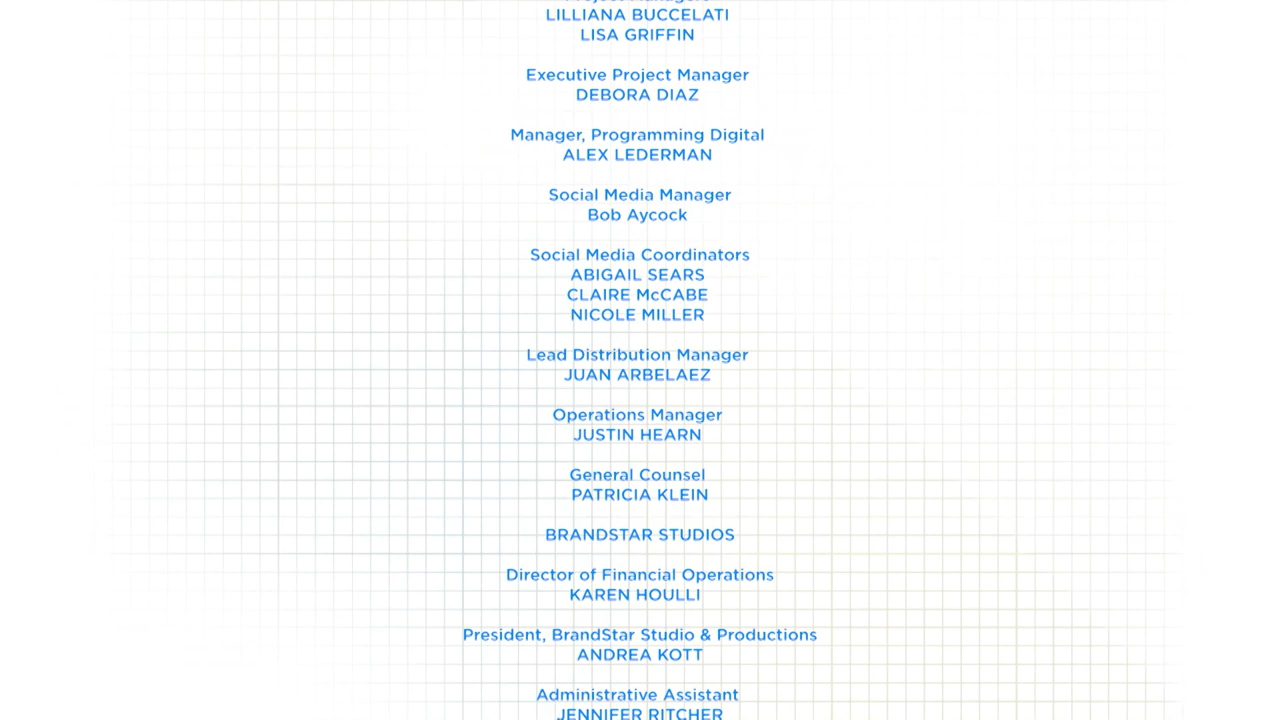 Project Managers
LILLIANA BUCCELATI
LISA GRIFFIN
Executive Project Manager
DEBORA DIAZ
Manager, Programming Digital
ALEX LEDERMAN
Social Media Manager
Bob Aycock
Social Media Coordinators
ABIGAIL SEARS
CLAIRE McCABE
NICOLE MILLER
Lead Distribution Manager
JUAN ARBELAEZ
Operations Manager
JUSTIN HEARN
General Counsel
PATRICIA KLEIN
BRANDSTAR STUDIOS
Director of Financial Operations
KAREN HOULLI
President, BrandStar Studio & Productions
ANDREA KOTT
Administrative Assistant
JENNIFER RITCHER